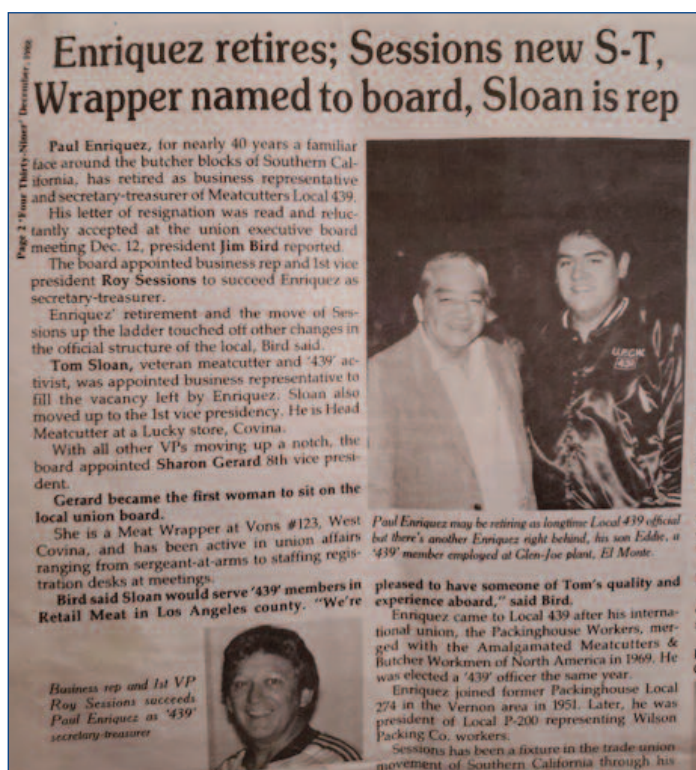 Enriquez retires; Sessions new S-T,
Wrapper named to board, Sloan is rep
Page 2 'Four Thirty-Niner' December,
Paul Enriquez, for nearly 40 years a familiar
face around the butcher blocks of Southern Cal-
ifornia, has retired as business representative
and secretary-treasurer of Meatcutters Local 439.
His letter of resignation was read and reluc-
tantly accepted at the union executive board
meeting Dec. 12, president Jim Bird reported.
The board appointed business rep and 1st vice
president Roy Sessions to succeed Enriquez as
secretary-treasurer.
Enriquez' retirement and the move of Ses-
sions up the ladder touched off other changes in
the official structure of the local, Bird said.
Tom Sloan, veteran meatcutter and '439' ac-
tivist, was appointed business representative to
fill the vacancy left by Enriquez. Sloan also
moved up to the 1st vice presidency. He is Head
Meatcutter at a Lucky store, Covina.
With all other VPs moving up a notch, the
board appointed Sharon Gerard 8th vice presi-
dent.
Gerard became the first woman to sit on the
local union board.
She is a Meat Wrapper at Vons #123, West
Covina, and has been active in union affairs
ranging from sergeant-at-arms to staffing regis-
tration desks at meetings.
Bird said Sloan would serve '439' members in
Retail Meat in Los Angeles county. "We're
Business rep and 1st VP
Roy Sessions succeeds
Paul Enriquez as '439'
secretary-treasurer
439
Paul Enriquez may be retiring as longtime Local 439 official
but there's another Enriquez right behind, his son Eddie, a
'439' member employed at Glen-Joe plant, El Monte.
pleased to have someone of Tom's quality and
experience aboard," said Bird.
Enriquez came to Local 439 after his interna-
tional union, the Packinghouse Workers, mer-
ged with the Amalgamated Meatcutters &
Butcher Workmen of North America in 1969. He
was elected a '439' officer the same year.
Enriquez joined former Packinghouse Local
274 in the Vernon area in 1951. Later, he was
president of Local P-200 representing Wilson
Packing Co. workers.
Sessions has been a fixture in the trade union
movement of Southern California through his